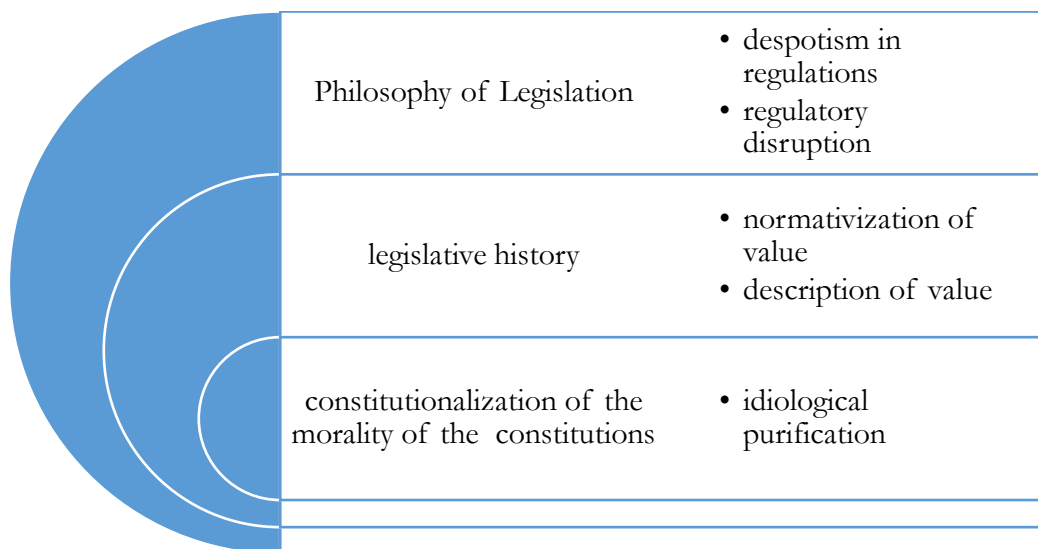 Philosophy of Legislation
• despotism in
regulations
• regulatory
disruption
legislative history
• normativization of
value
• description of value
constitutionalization of the
morality of the constitutions
• idiological
purification